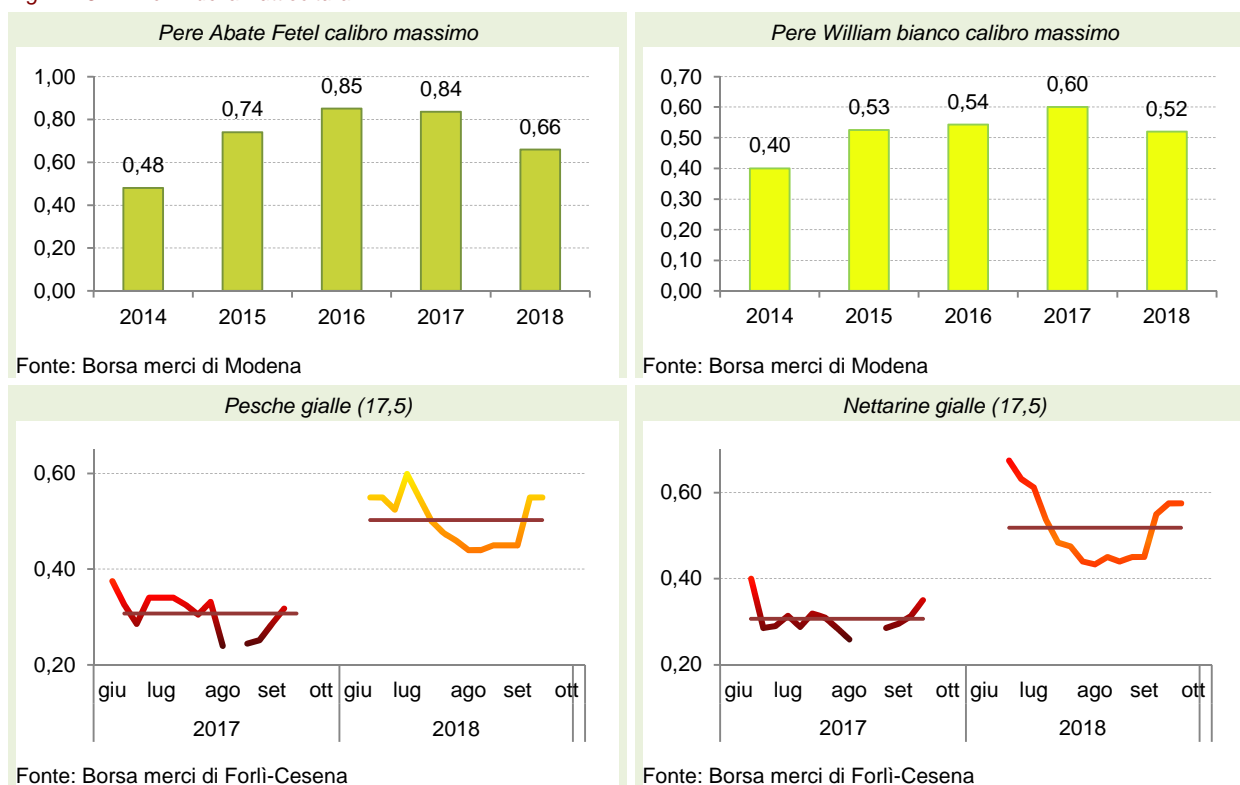 Pere Abate Fetel calibro massimo
1,00
0,80
0,60
0,40
0,20
0,00
0,48
0,74
0,85
0,84
0,66
2014 2015 2016 2017 2018
Fonte: Borsa merci di Modena
Pere William bianco calibro massimo
0,70
0,60
0,50
0,40
0,30
0,20
0,10
0,00
0,40
0,53
0,54
0,60
0,52
2014 2015 2016 2017 2018
Fonte: Borsa merci di Modena
Pesche gialle (17,5)
0,60
0,40
0,20
giu lug ago set ott giu lug ago set ott
2017 2018
Fonte: Borsa merci di Forlì-Cesena
Nettarine gialle (17,5)
0,60
0,40
0,20
giu lug ago set ott giu lug ago set ott
2017 2018
Fonte: Borsa merci di Forlì-Cesena